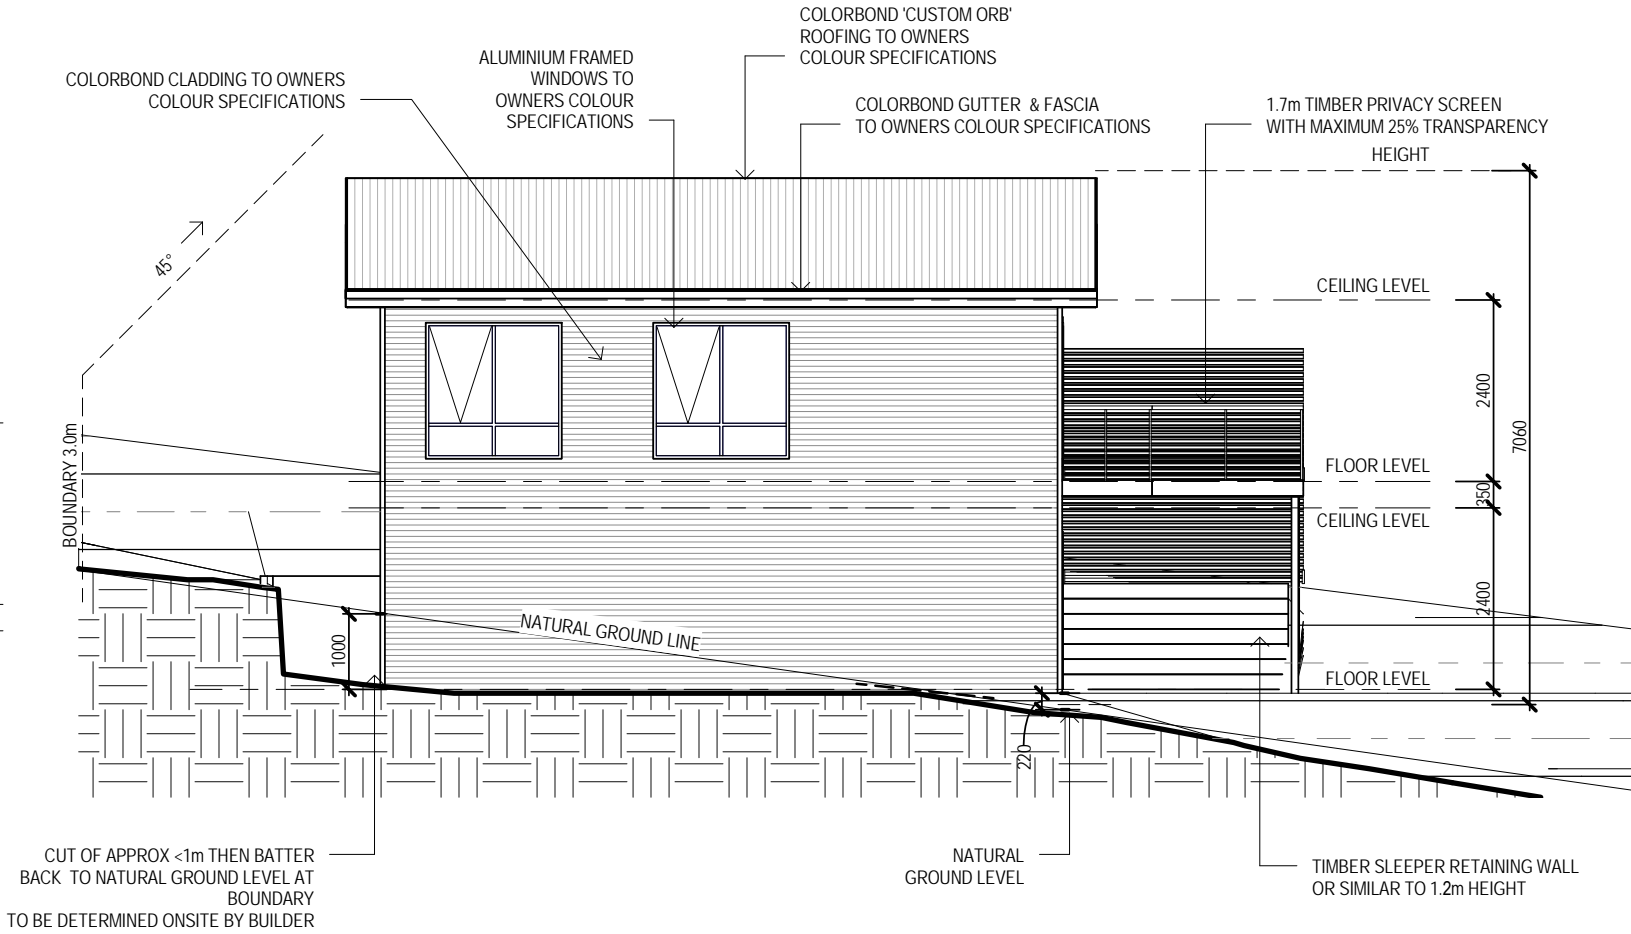 COLORBOND 'CUSTOM ORB'
ROOFING TO OWNERS
COLOUR SPECIFICATIONS
ALUMINIUM FRAMED
WINDOWS TO
OWNERS COLOUR
SPECIFICATIONS
COLORBOND CLADDING TO OWNERS
COLOUR SPECIFICATIONS
COLORBOND GUTTER & FASCIA
TO OWNERS COLOUR SPECIFICATIONS
1.7m TIMBER PRIVACY SCREEN
WITH MAXIMUM 25% TRANSPARENCY
HEIGHT
45°
CEILING LEVEL
2400
7060
BOUNDARY 3.0m
FLOOR LEVEL
350
CEILING LEVEL
2400
NATURAL GROUND LINE
1000
FLOOR LEVEL
220
CUT OF APPROX <1m THEN BATTER
BACK TO NATURAL GROUND LEVEL AT
BOUNDARY
TO BE DETERMINED ONSITE BY BUILDER
NATURAL
GROUND LEVEL
TIMBER SLEEPER RETAINING WALL
OR SIMILAR TO 1.2m HEIGHT